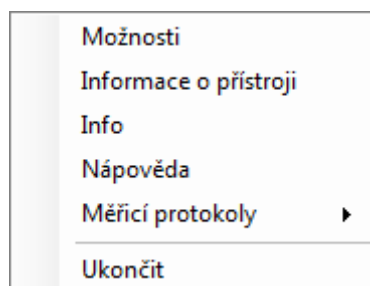 Možnosti
Informace o přístroji
Info
Nápověda
Měřicí protokoly
Ukončit